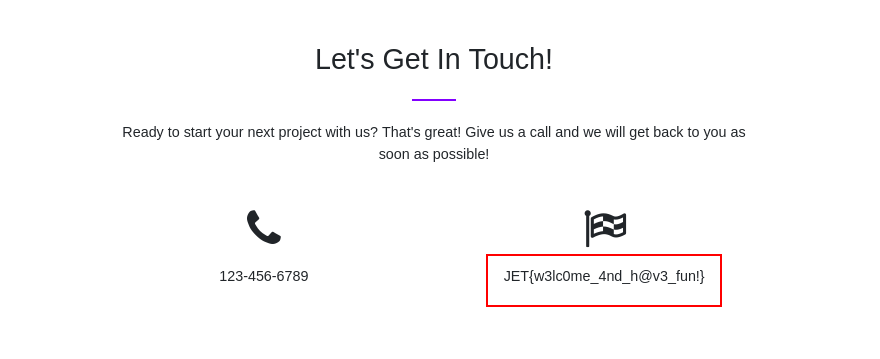 Let's Get In Touch!
Ready to start your next project with us? That's great! Give us a call and we will get back to you as
soon as possible!
123-456-6789
JET{w3lc0me_4nd_h@v3_fun!}